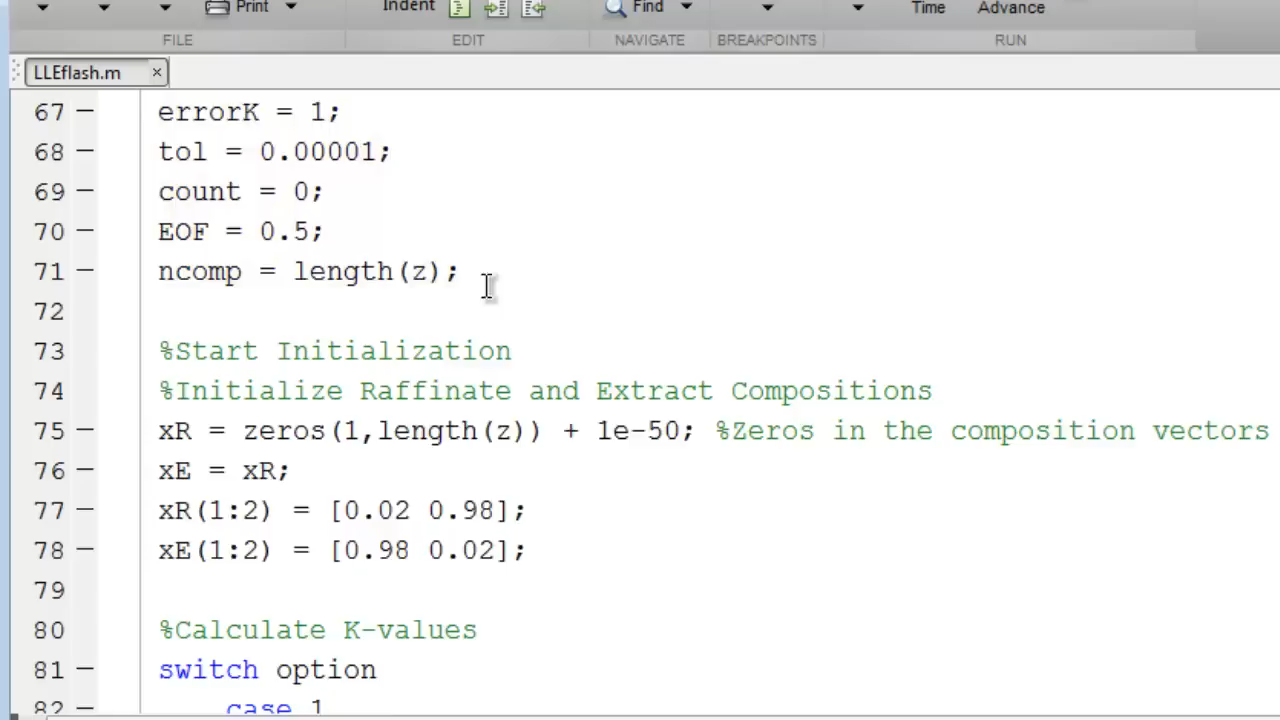 Print Indent Find Time Advance
FILE EDIT NAVIGATE BREAKPOINTS RUN
LLEflash.m ×
67 — errorK = 1;
68 — tol = 0.00001;
69 — count = 0;
70 — EOF = 0.5;
71 — ncomp = length(z);
72
73 %Start Initialization
74 %Initialize Raffinate and Extract Compositions
75 — xR = zeros(1,length(z)) + 1e-50; %Zeros in the composition vectors
76 — xE = xR;
77 — xR(1:2) = [0.02 0.98];
78 — xE(1:2) = [0.98 0.02];
79
80 %Calculate K-values
81 — switch option
82 — case 1